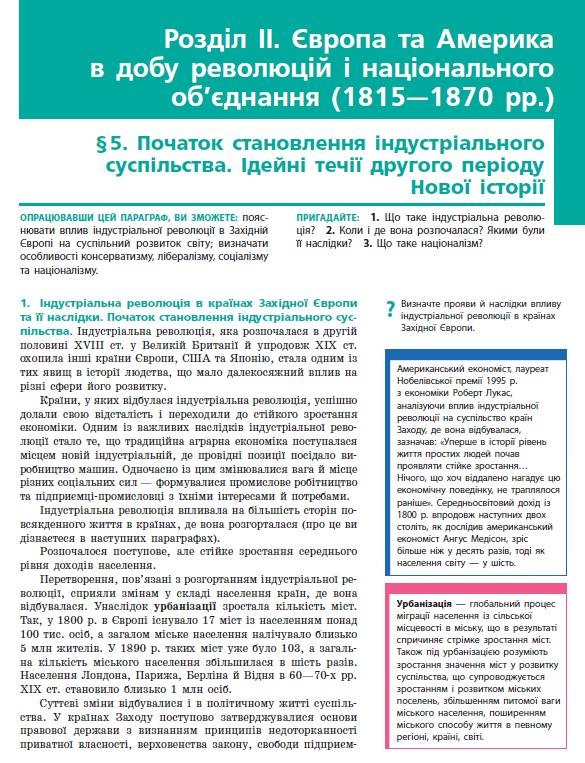 Розділ II. Європа та Америка
в добу революцій і національного
об’єднання (1815—1870 рр.)
§ 5. Початок становлення індустріального
суспільства. Ідейні течії другого періоду
Нової історії
ОПРАЦЮВАВШИ ЦЕЙ ПАРАГРАФ, ВИ ЗМОЖЕТЕ: пояс-
нювати вплив індустріальної революції в Західній
Європі на суспільний розвиток світу; визначати
особливості консерватизму, лібералізму, соціалізму
та націоналізму.
ПРИГАДАЙТЕ: 1. Що таке індустріальна револю-
ція? 2. Коли і де вона розпочалася? Якими були
її наслідки? 3. Що таке націоналізм?
1. Індустріальна революція в країнах Західної Європи
та її наслідки. Початок становлення індустріального сус-
пільства. Індустріальна революція, яка розпочалася в другій
половині XVIII ст. у Великій Британії й упродовж XIX ст.
охопила інші країни Європи, США та Японію, стала одним із
тих явищ в історії людства, що мало далекосяжний вплив на
різні сфери його розвитку.
Країни, у яких відбулася індустріальна революція, успішно
долали свою відсталість і переходили до стійкого зростання
економіки. Одним із важливих наслідків індустріальної рево-
люції стало те, що традиційна аграрна економіка поступалася
місцем новій індустріальній, де провідні позиції посідало ви-
робництво машин. Одночасно із цим змінювалися вага й місце
різних соціальних сил — формувалися промислове робітництво
та підприємці-промисловці з їхніми інтересами й потребами.
Індустріальна революція впливала на більшість сторін по-
всякденного життя в країнах, де вона розгорталася (про це ви
дізнаєтеся в наступних параграфах).
Розпочалося поступове, але стійке зростання середнього
рівня доходів населення.
Перетворення, пов’язані з розгортанням індустріальної ре-
волюції, сприяли змінам у складі населення країн, де вона
відбувалася. Унаслідок урбанізації зростала кількість міст.
Так, у 1800 р. в Європі існувало 17 міст із населенням понад
100 тис. осіб, а загалом міське населення налічувало близько
5 млн жителів. У 1890 р. таких міст уже було 103, а загаль-
на кількість міського населення збільшилася в шість разів.
Населення Лондона, Парижа, Берліна й Відня в 60—70-х рр.
XIX ст. становило близько 1 млн осіб.
Суттєві зміни відбувалися і в політичному житті суспіль-
ства. У країнах Заходу поступово затверджувалися основи
правової держави з визнанням принципів недоторканності
приватної власності, верховенства закону, свободи підприєм-
? Визначте прояви й наслідки впливу
індустріальної революції в країнах
Західної Європи.
Американський економіст, лауреат
Нобелівської премії 1995 р.
з економіки Роберт Лукас,
аналізуючи вплив індустріальної
революції на суспільство країн
Заходу, де вона відбувалася,
зазначав: «Уперше в історії рівень
життя простих людей почав
проявляти стійке зростання…
Нічого, що хоч віддалено нагадує цю
економічну поведінку, не траплялося
раніше». Середньосвітовий дохід із
1800 р. впродовж наступних двох
століть, як дослідив американський
економіст Ангус Медісон, зріс
більше ніж у десять разів, тоді як
населення світу — у шість.
Урбанізація — глобальний процес
міграції населення із сільської
місцевості в міську, що в результаті
спричиняє стрімке зростання міст.
Також під урбанізацією розуміють
зростання значення міст у розвитку
суспільства, що супроводжується
зростанням і розвитком міських
поселень, збільшенням питомої ваги
міського населення, поширенням
міського способу життя в певному
регіоні, країні, світі.